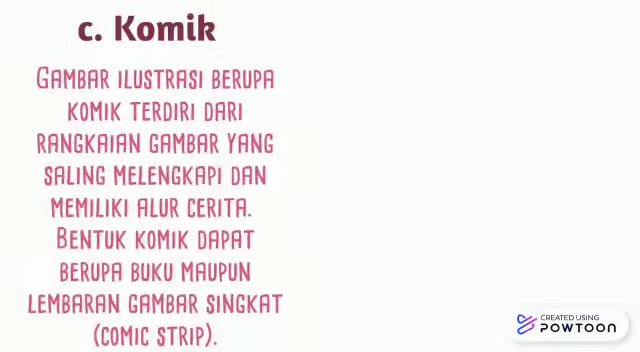 c. Komik
GAMBAR ILUSTRASI BERUPA
KOMIK TERDIRI DARI
RANGKAIAN GAMBAR YANG
SALING MELENGKAPI DAN
MEMILIKI ALUR CERITA.
BENTUK KOMIK DAPAT
BERUPA BUKU MAUPUN
LEMBARAN GAMBAR SINGKAT
(COMIC STRIP).
CREATED USING
POWTOON